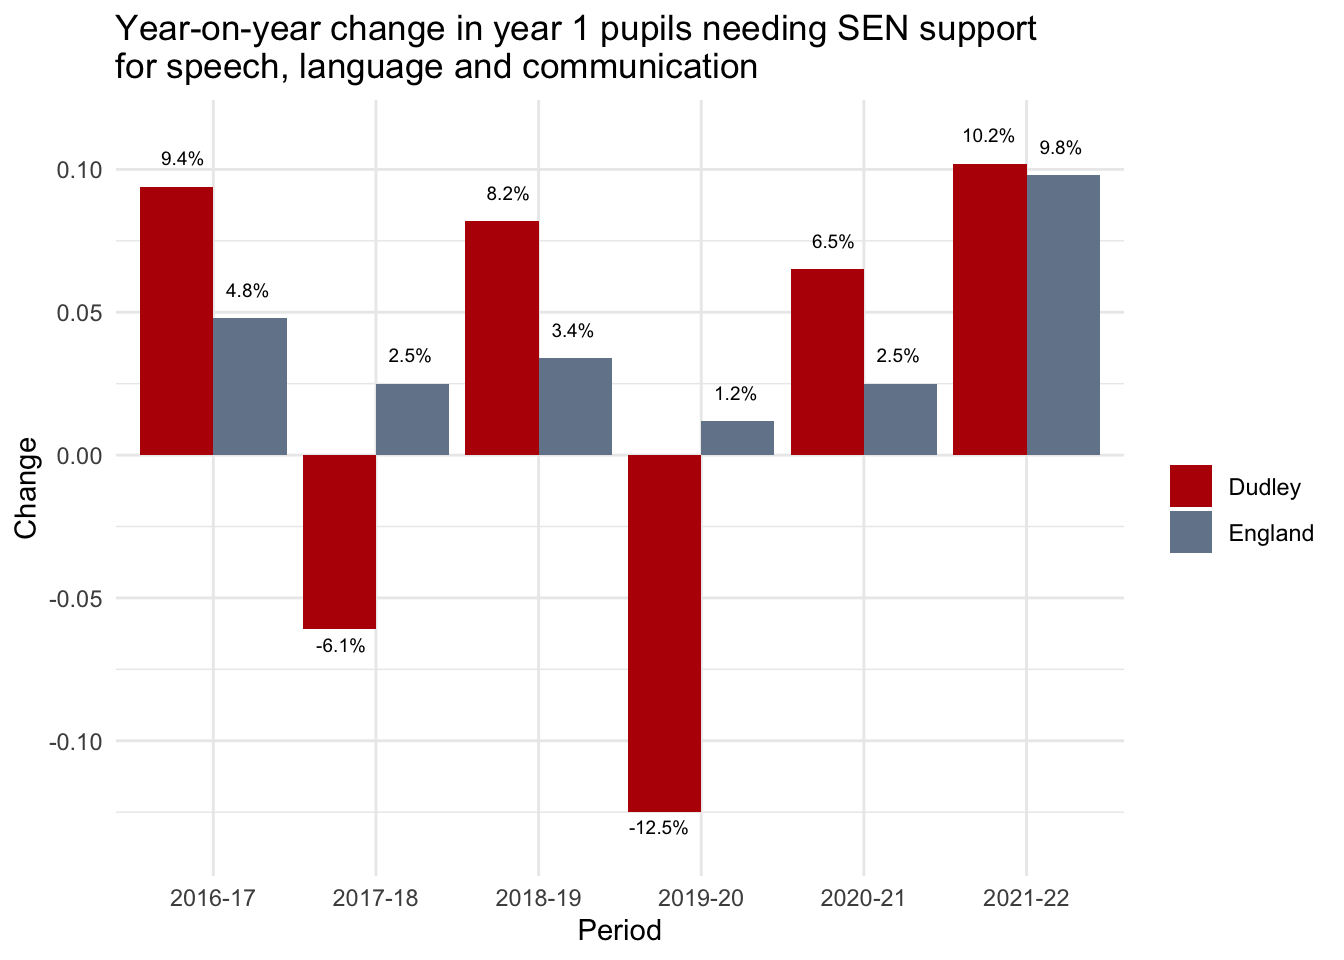 Year-on-year change in year 1 pupils needing SEN support
for speech, language and communication
10.2%
9.8%
9.4%
8.2%
6.5%
4.8%
3.4%
2.5%
2.5%
1.2%
-6.1%
-12.5%
0.10
0.05
0.00
-0.05
-0.10
Change
Dudley
England
2016-17 2017-18 2018-19 2019-20 2020-21 2021-22
Period